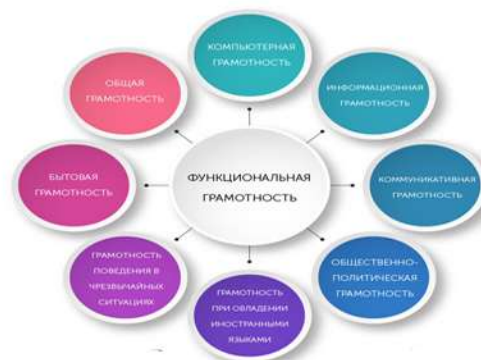 КОМПЬЮТЕРНАЯ
ГРАМОТНОСТЬ
ИНФОРМАЦИОННАЯ
ГРАМОТНОСТЬ
КОММУНИКАТИВНАЯ
ГРАМОТНОСТЬ
ОБЩЕСТВЕННО-
ПОЛИТИЧЕСКАЯ
ГРАМОТНОСТЬ
ГРАМОТНОСТЬ
ПРИ ОВЛАДЕНИИ
ИНОСТРАННЫМИ
ЯЗЫКАМИ
ГРАМОТНОСТЬ
ПОВЕДЕНИЯ В
ЧРЕЗВЫЧАЙНЫХ
СИТУАЦИЯХ
БЫТОВАЯ
ГРАМОТНОСТЬ
ОБЩАЯ
ГРАМОТНОСТЬ
ФУНКЦИОНАЛЬНАЯ
ГРАМОТНОСТЬ